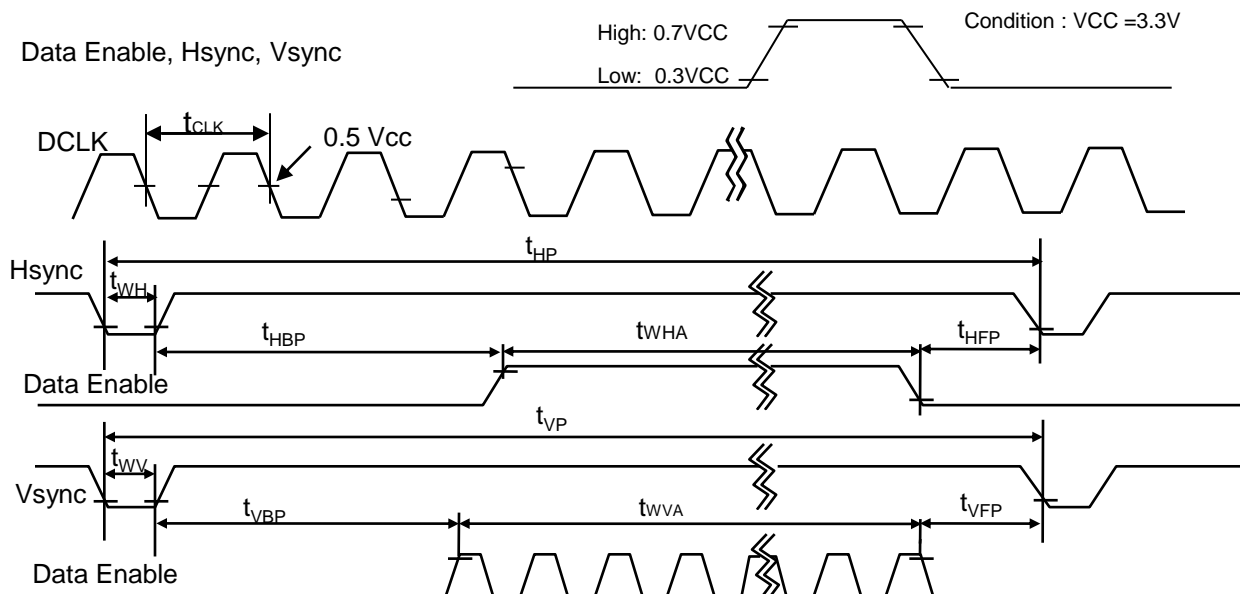 Condition : VCC =3.3V
High: 0.7VCC
Data Enable, Hsync, Vsync
Low: 0.3VCC
tCLK
DCLK
0.5 Vcc
tHP
Hsync
tWH
tHBP
tWHA
tHFP
Data Enable
tVP
tWV
Vsync
tVBP
tWVA
tVFP
Data Enable